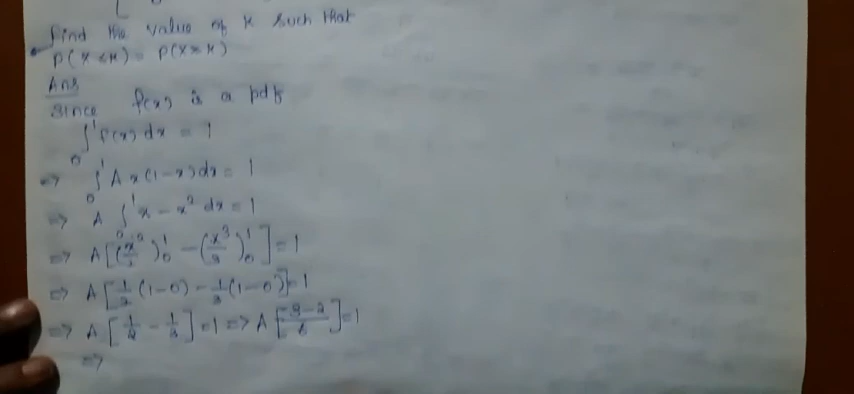 Find the value of K such that
P(X ≤ K) = P(X ≥ K)
Ans
Since f(x) is a pdf
∫₀¹ f(x) dx = 1
=> ∫₀¹ A x (1-x) dx = 1
=> A ∫₀¹ x - x² dx = 1
=> A [(x²/2)₀¹ - (x³/3)₀¹] = 1
=> A [1/2 (1-0) - 1/3 (1-0)] = 1
=> A [1/2 - 1/3] = 1 => A [3-2/6] = 1
=>